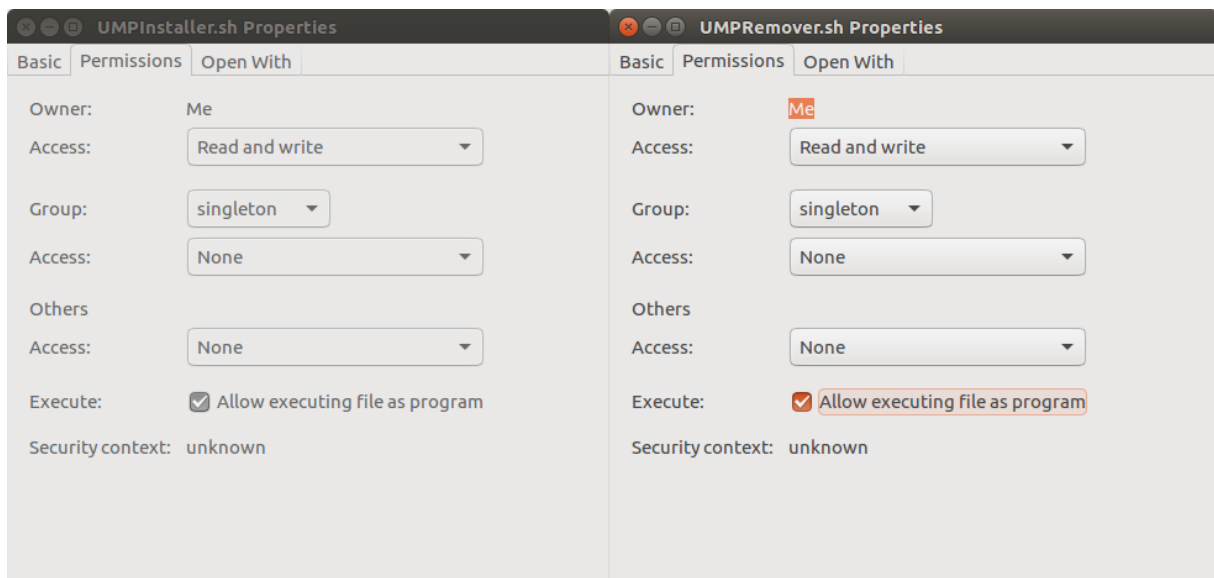 UMPInstaller.sh Properties
Basic Permissions Open With
Owner: Me
Access: Read and write
Group: singleton
Access: None
Others
Access: None
Execute: Allow executing file as program
Security context: unknown
UMPRemover.sh Properties
Basic Permissions Open With
Owner: Me
Access: Read and write
Group: singleton
Access: None
Others
Access: None
Execute: Allow executing file as program
Security context: unknown